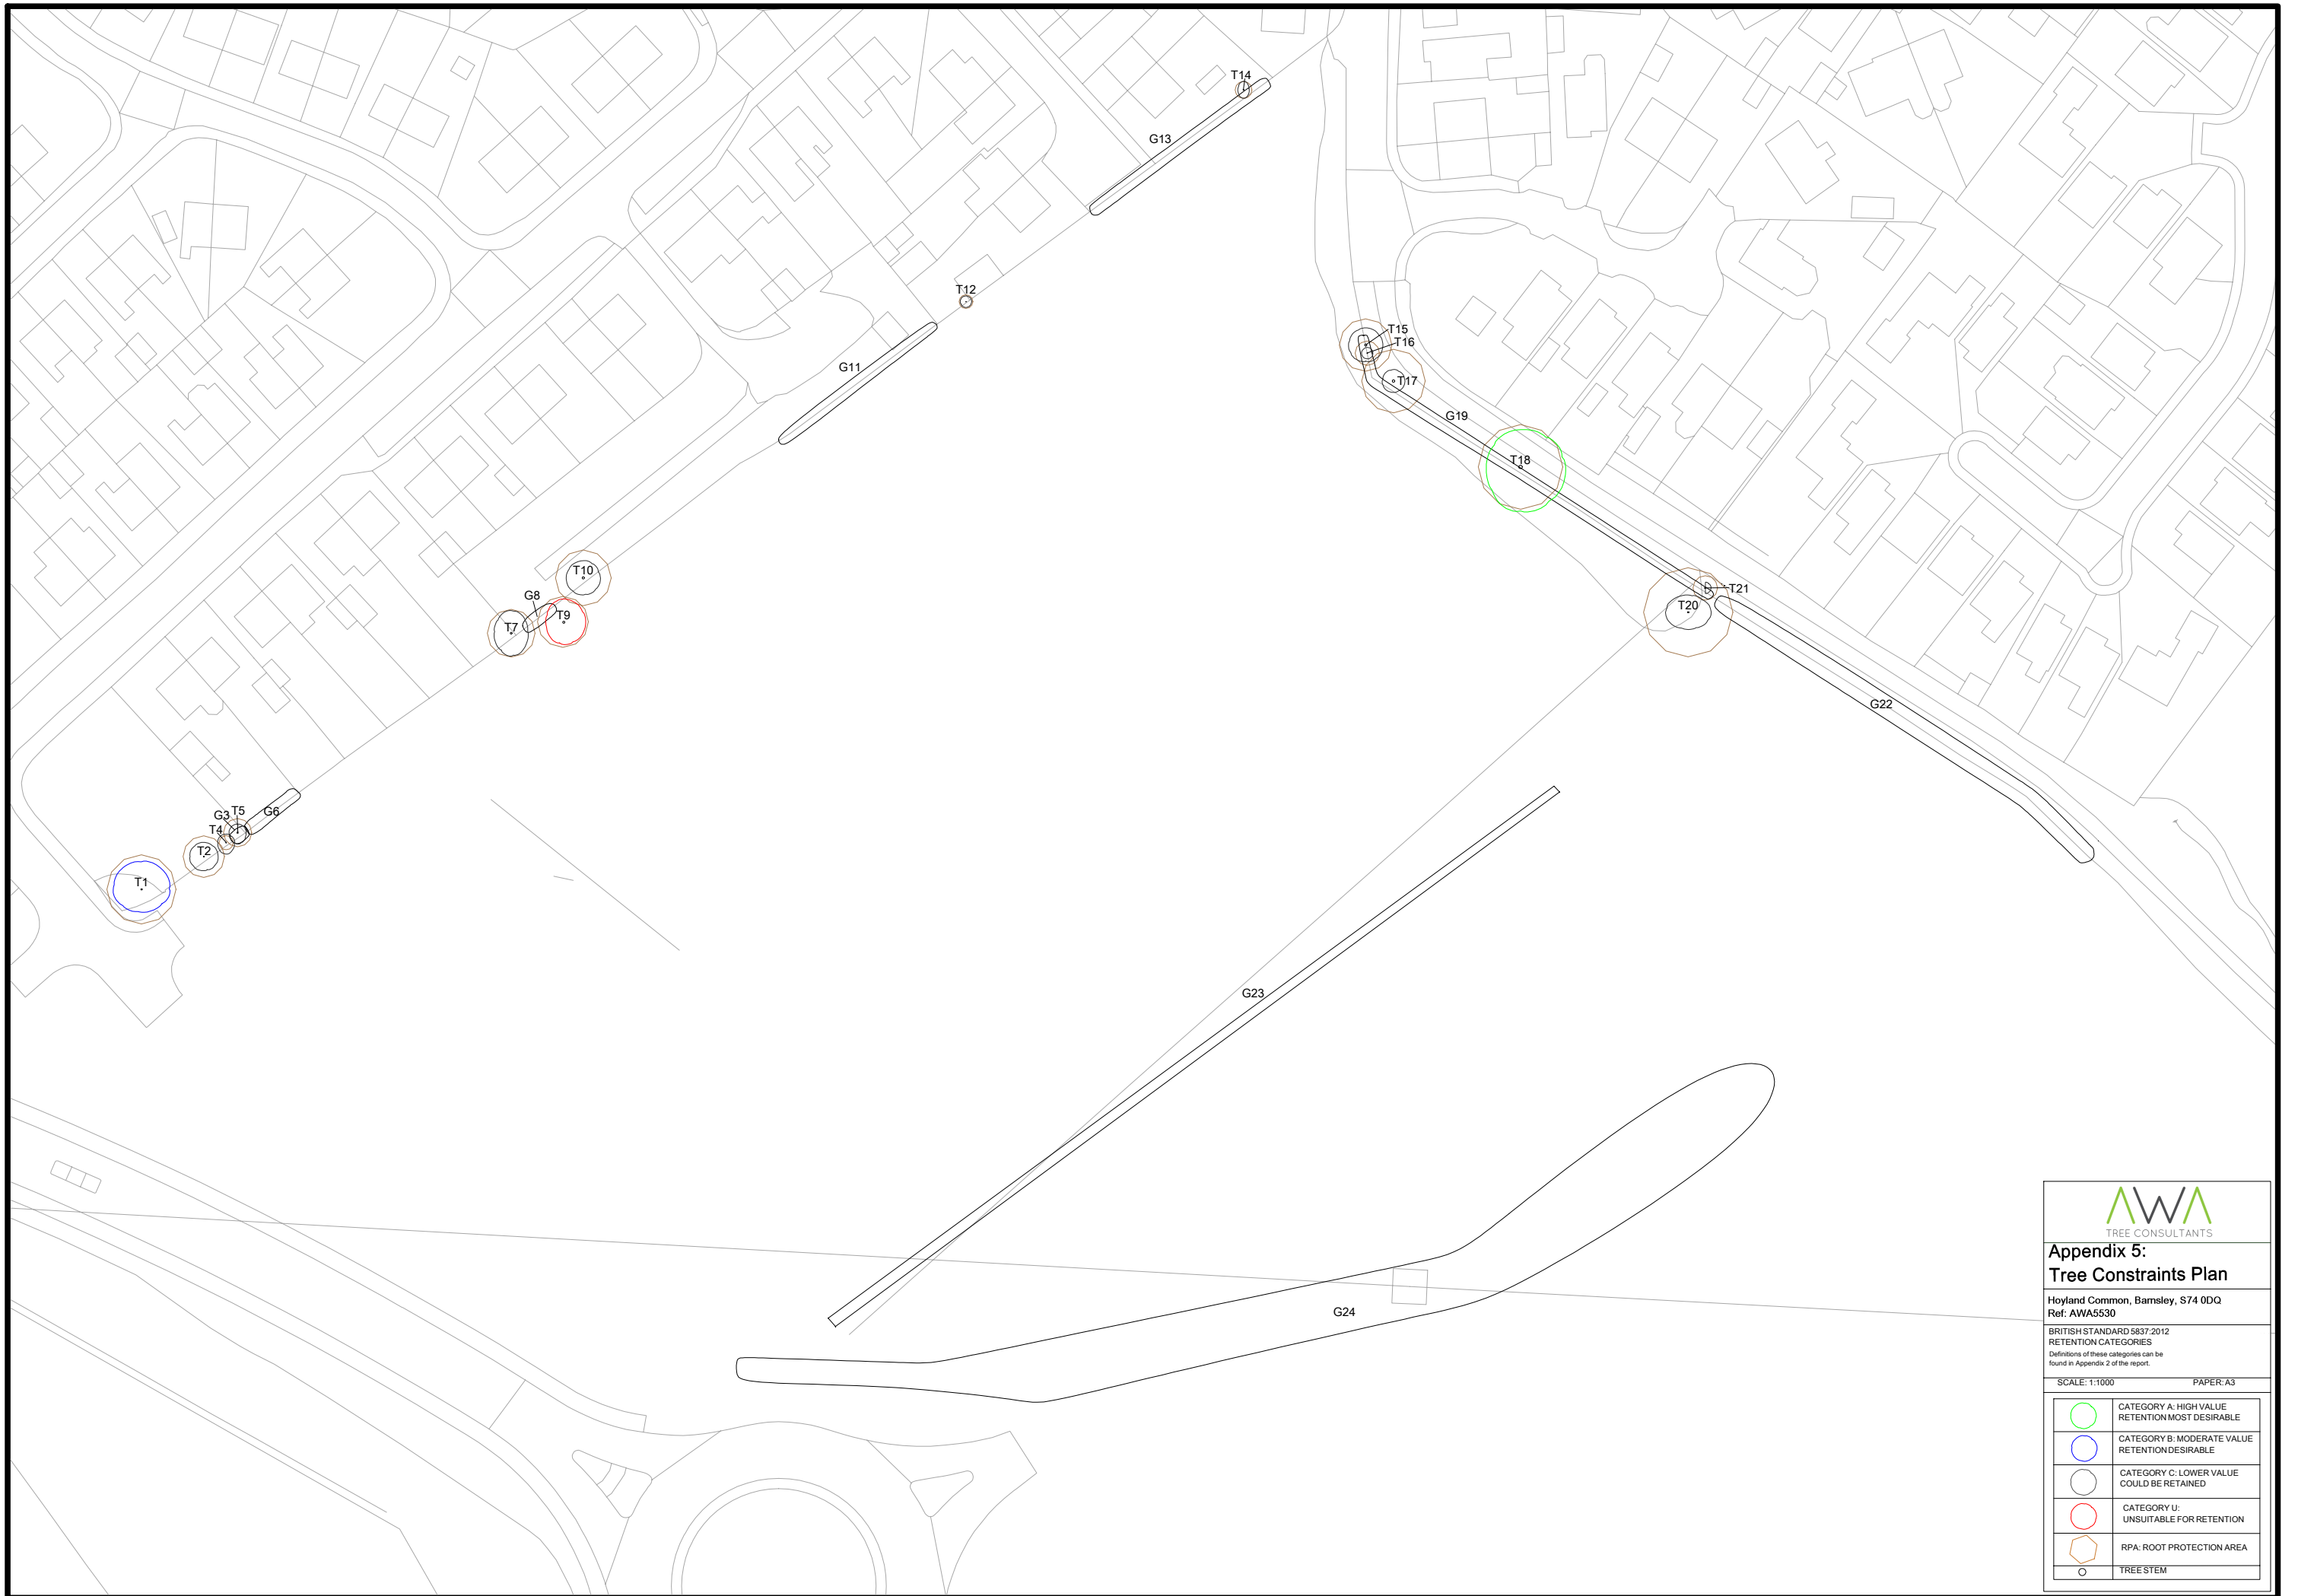 T14
G13
T12
T15
T16
G11
T17
G19
T18
T10
T21
G8
T9
T20
T7
G22
T5
G3
G6
T4
T2
T1
G23
G24
AWA
TREE CONSULTANTS
Appendix 5:
Tree Constraints Plan
Hoyland Common, Barnsley, S74 0DQ
Ref: AWA5530
BRITISH STANDARD 5837:2012
RETENTION CATEGORIES
Definitions of these categories can be
found in Appendix 2 of the report.
SCALE: 1:1000 PAPER: A3
CATEGORY A: HIGH VALUE
RETENTION MOST DESIRABLE
CATEGORY B: MODERATE VALUE
RETENTION DESIRABLE
CATEGORY C: LOWER VALUE
COULD BE RETAINED
CATEGORY U:
UNSUITABLE FOR RETENTION
RPA: ROOT PROTECTION AREA
TREE STEM